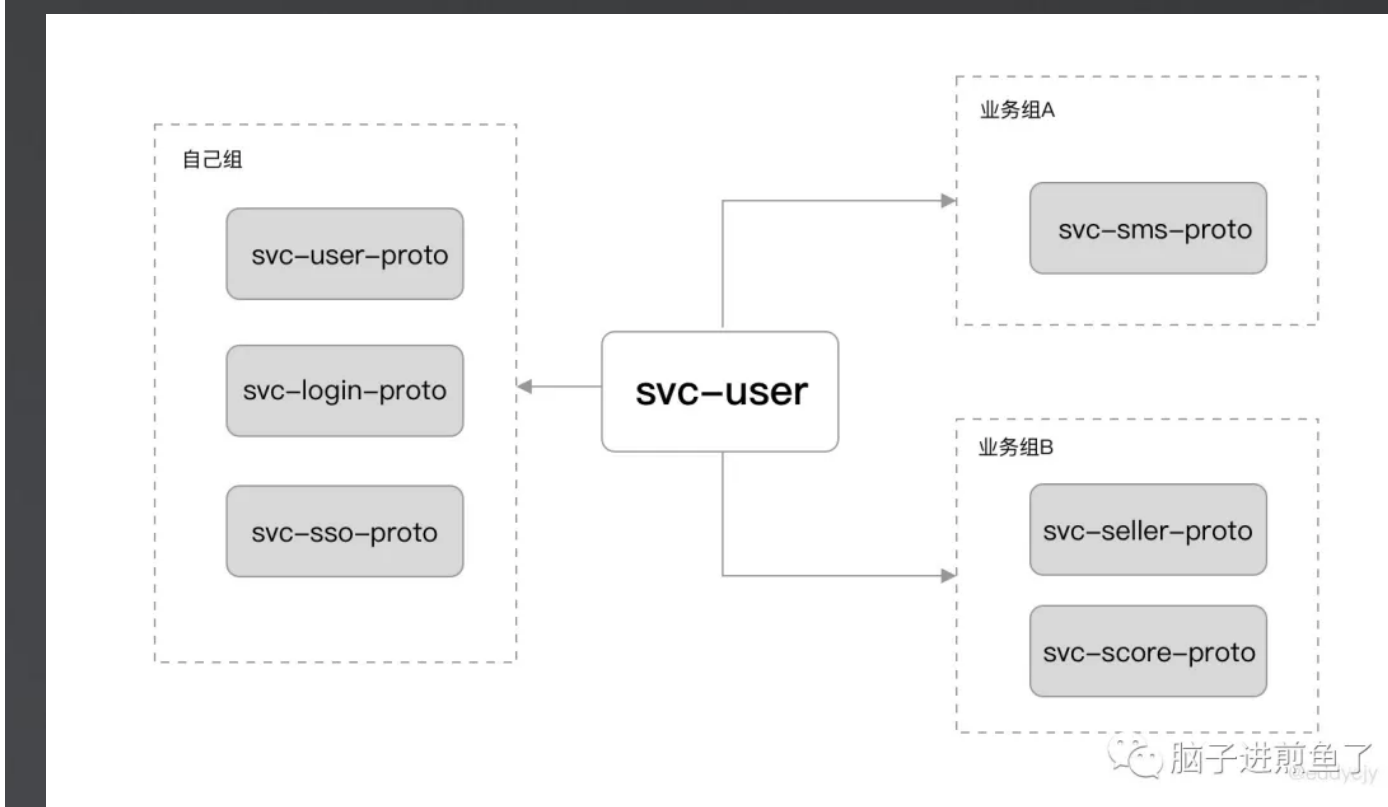 自己组
svc-user-proto
svc-login-proto
svc-sso-proto
svc-user
业务组A
svc-sms-proto
业务组B
svc-seller-proto
svc-score-proto
脑子进煎鱼了
@eddycjy